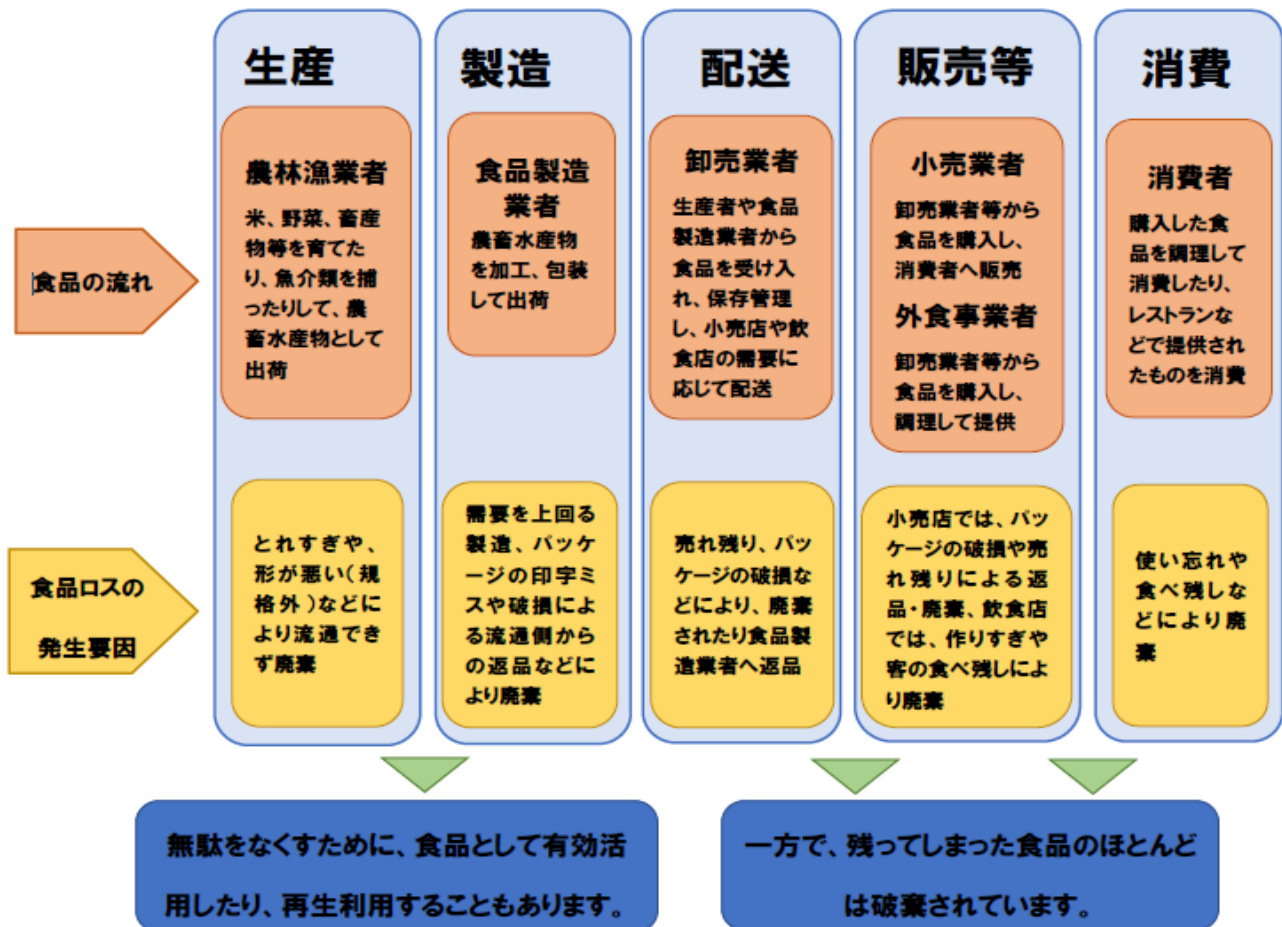 生産
製造
配送
販売等
消費
食品の流れ
農林漁業者
米、野菜、畜産
物等を育てた
り、魚介類を捕
ったりして、農
畜水産物として
出荷
食品製造
業者
農畜水産物
を加工、包装
して出荷
卸売業者
生産者や食品
製造業者から
食品を受け入
れ、保存管理
し、小売店や飲
食店の需要に
応じて配送
小売業者
卸売業者等から
食品を購入し、
消費者へ販売
外食事業者
卸売業者等から
食品を購入し、
調理して提供
消費者
購入した食
品を調理して
消費したり、
レストランな
どで提供され
たものを消費
食品ロスの
発生要因
とれすぎや、
形が悪い(規
格外)などに
より流通でき
ず廃棄
需要を上回る
製造、パッケ
ージの印字ミ
スや破損によ
る流通側から
の返品などに
より廃棄
売れ残り、パッ
ケージの破損な
どにより、廃棄
されたり食品製
造業者へ返品
小売店では、パッ
ケージの破損や売
れ残りによる返
品・廃棄、飲食店
では、作りすぎや
客の食べ残しによ
り廃棄
使い忘れや
食べ残しな
どにより廃
棄
無駄をなくすために、食品として有効活
用したり、再生利用することもあります。
一方で、残ってしまった食品のほとんど
は破棄されています。